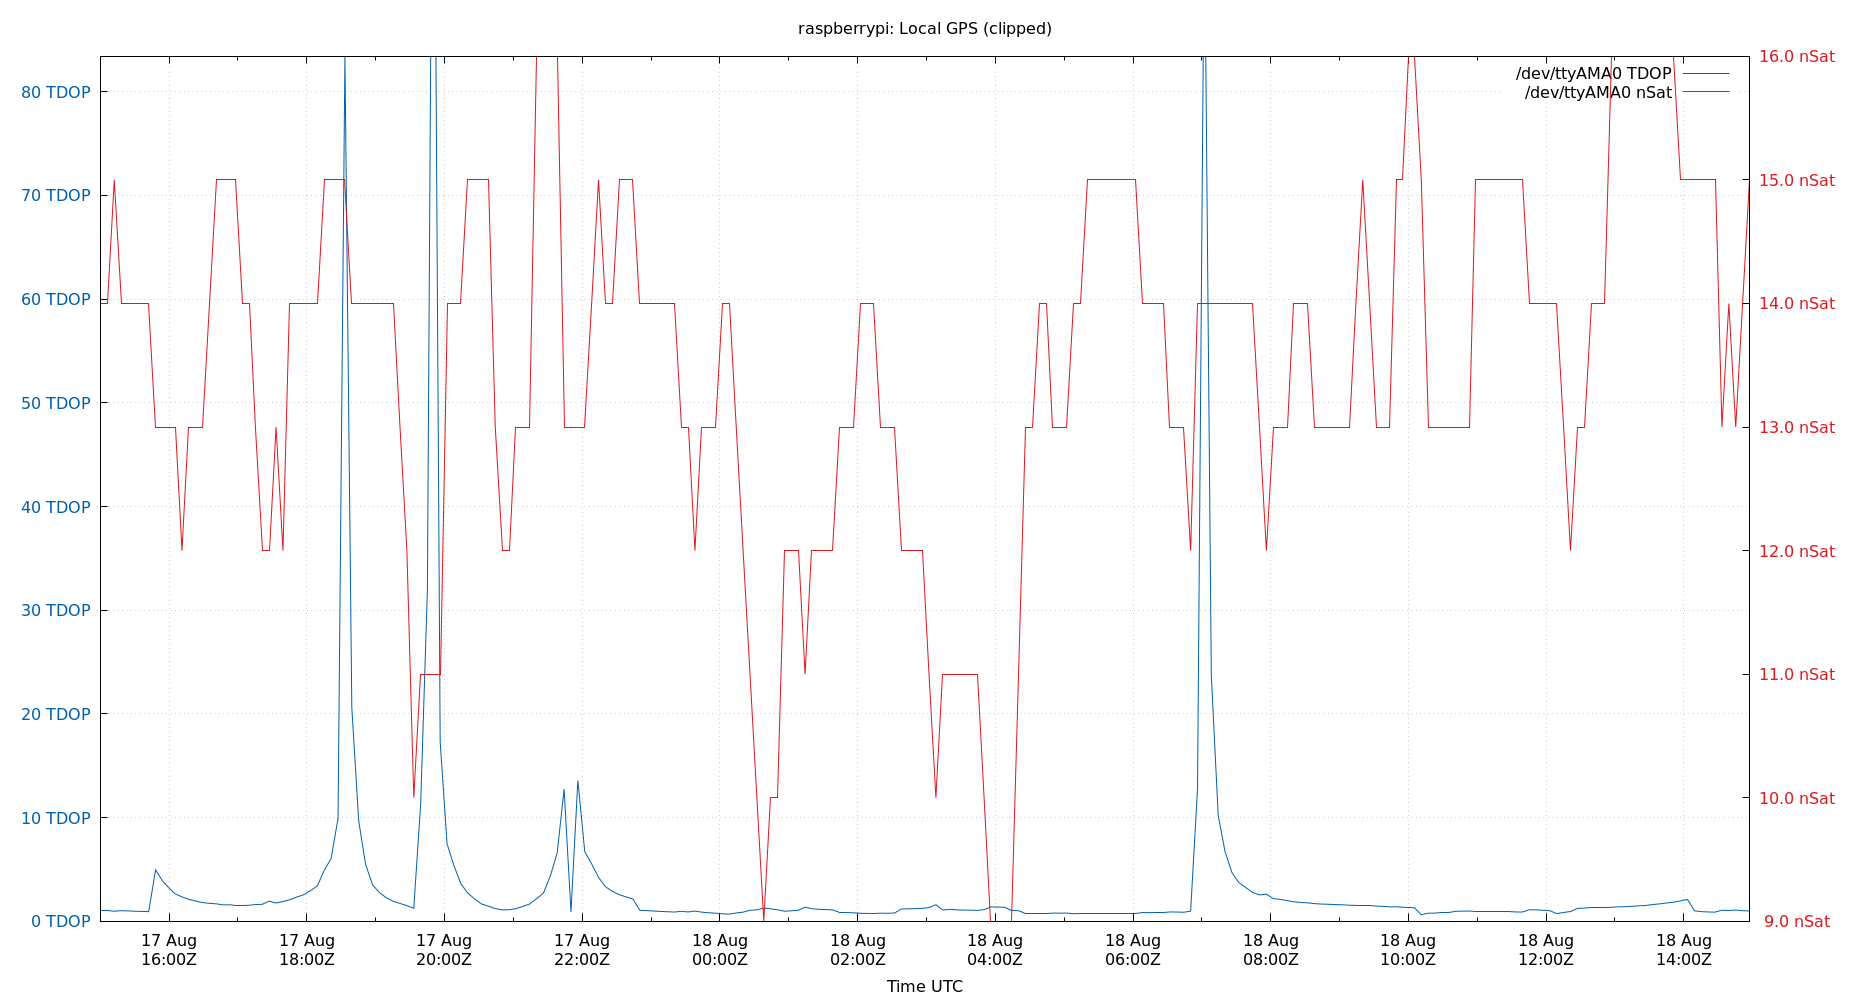 raspberrypi: Local GPS (clipped)
/dev/ttyAMA0 TDOP
/dev/ttyAMA0 nSat
80 TDOP
70 TDOP
60 TDOP
50 TDOP
40 TDOP
30 TDOP
20 TDOP
10 TDOP
0 TDOP
16.0 nSat
15.0 nSat
14.0 nSat
13.0 nSat
12.0 nSat
11.0 nSat
10.0 nSat
9.0 nSat
17 Aug
16:00Z
17 Aug
18:00Z
17 Aug
20:00Z
17 Aug
22:00Z
18 Aug
00:00Z
18 Aug
02:00Z
18 Aug
04:00Z
18 Aug
06:00Z
18 Aug
08:00Z
18 Aug
10:00Z
18 Aug
12:00Z
18 Aug
14:00Z
Time UTC